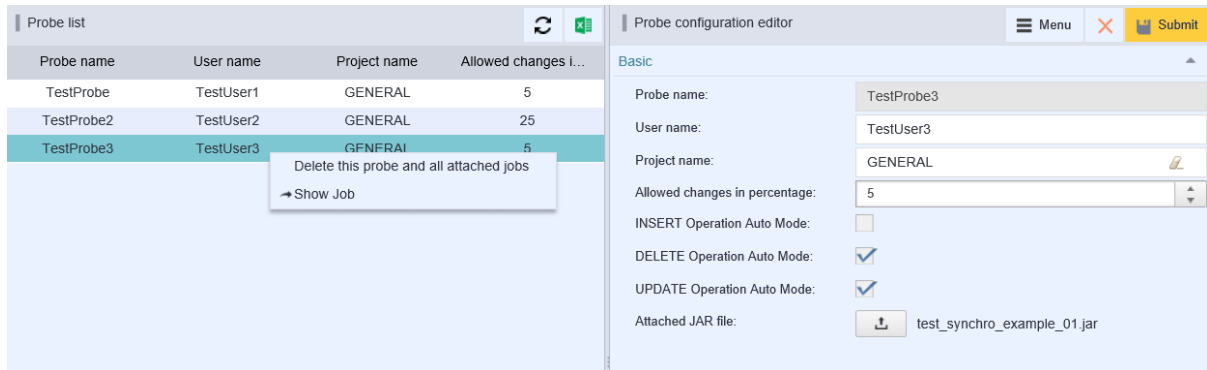 Probe list
Probe name User name Project name Allowed changes i...
TestProbe TestUser1 GENERAL 5
TestProbe2 TestUser2 GENERAL 25
TestProbe3 TestUser3 GENERAL 5
Delete this probe and all attached jobs
Show Job
Probe configuration editor Menu Submit
Basic
Probe name: TestProbe3
User name: TestUser3
Project name: GENERAL
Allowed changes in percentage: 5
INSERT Operation Auto Mode:
DELETE Operation Auto Mode:
UPDATE Operation Auto Mode:
Attached JAR file: test_synchro_example_01.jar